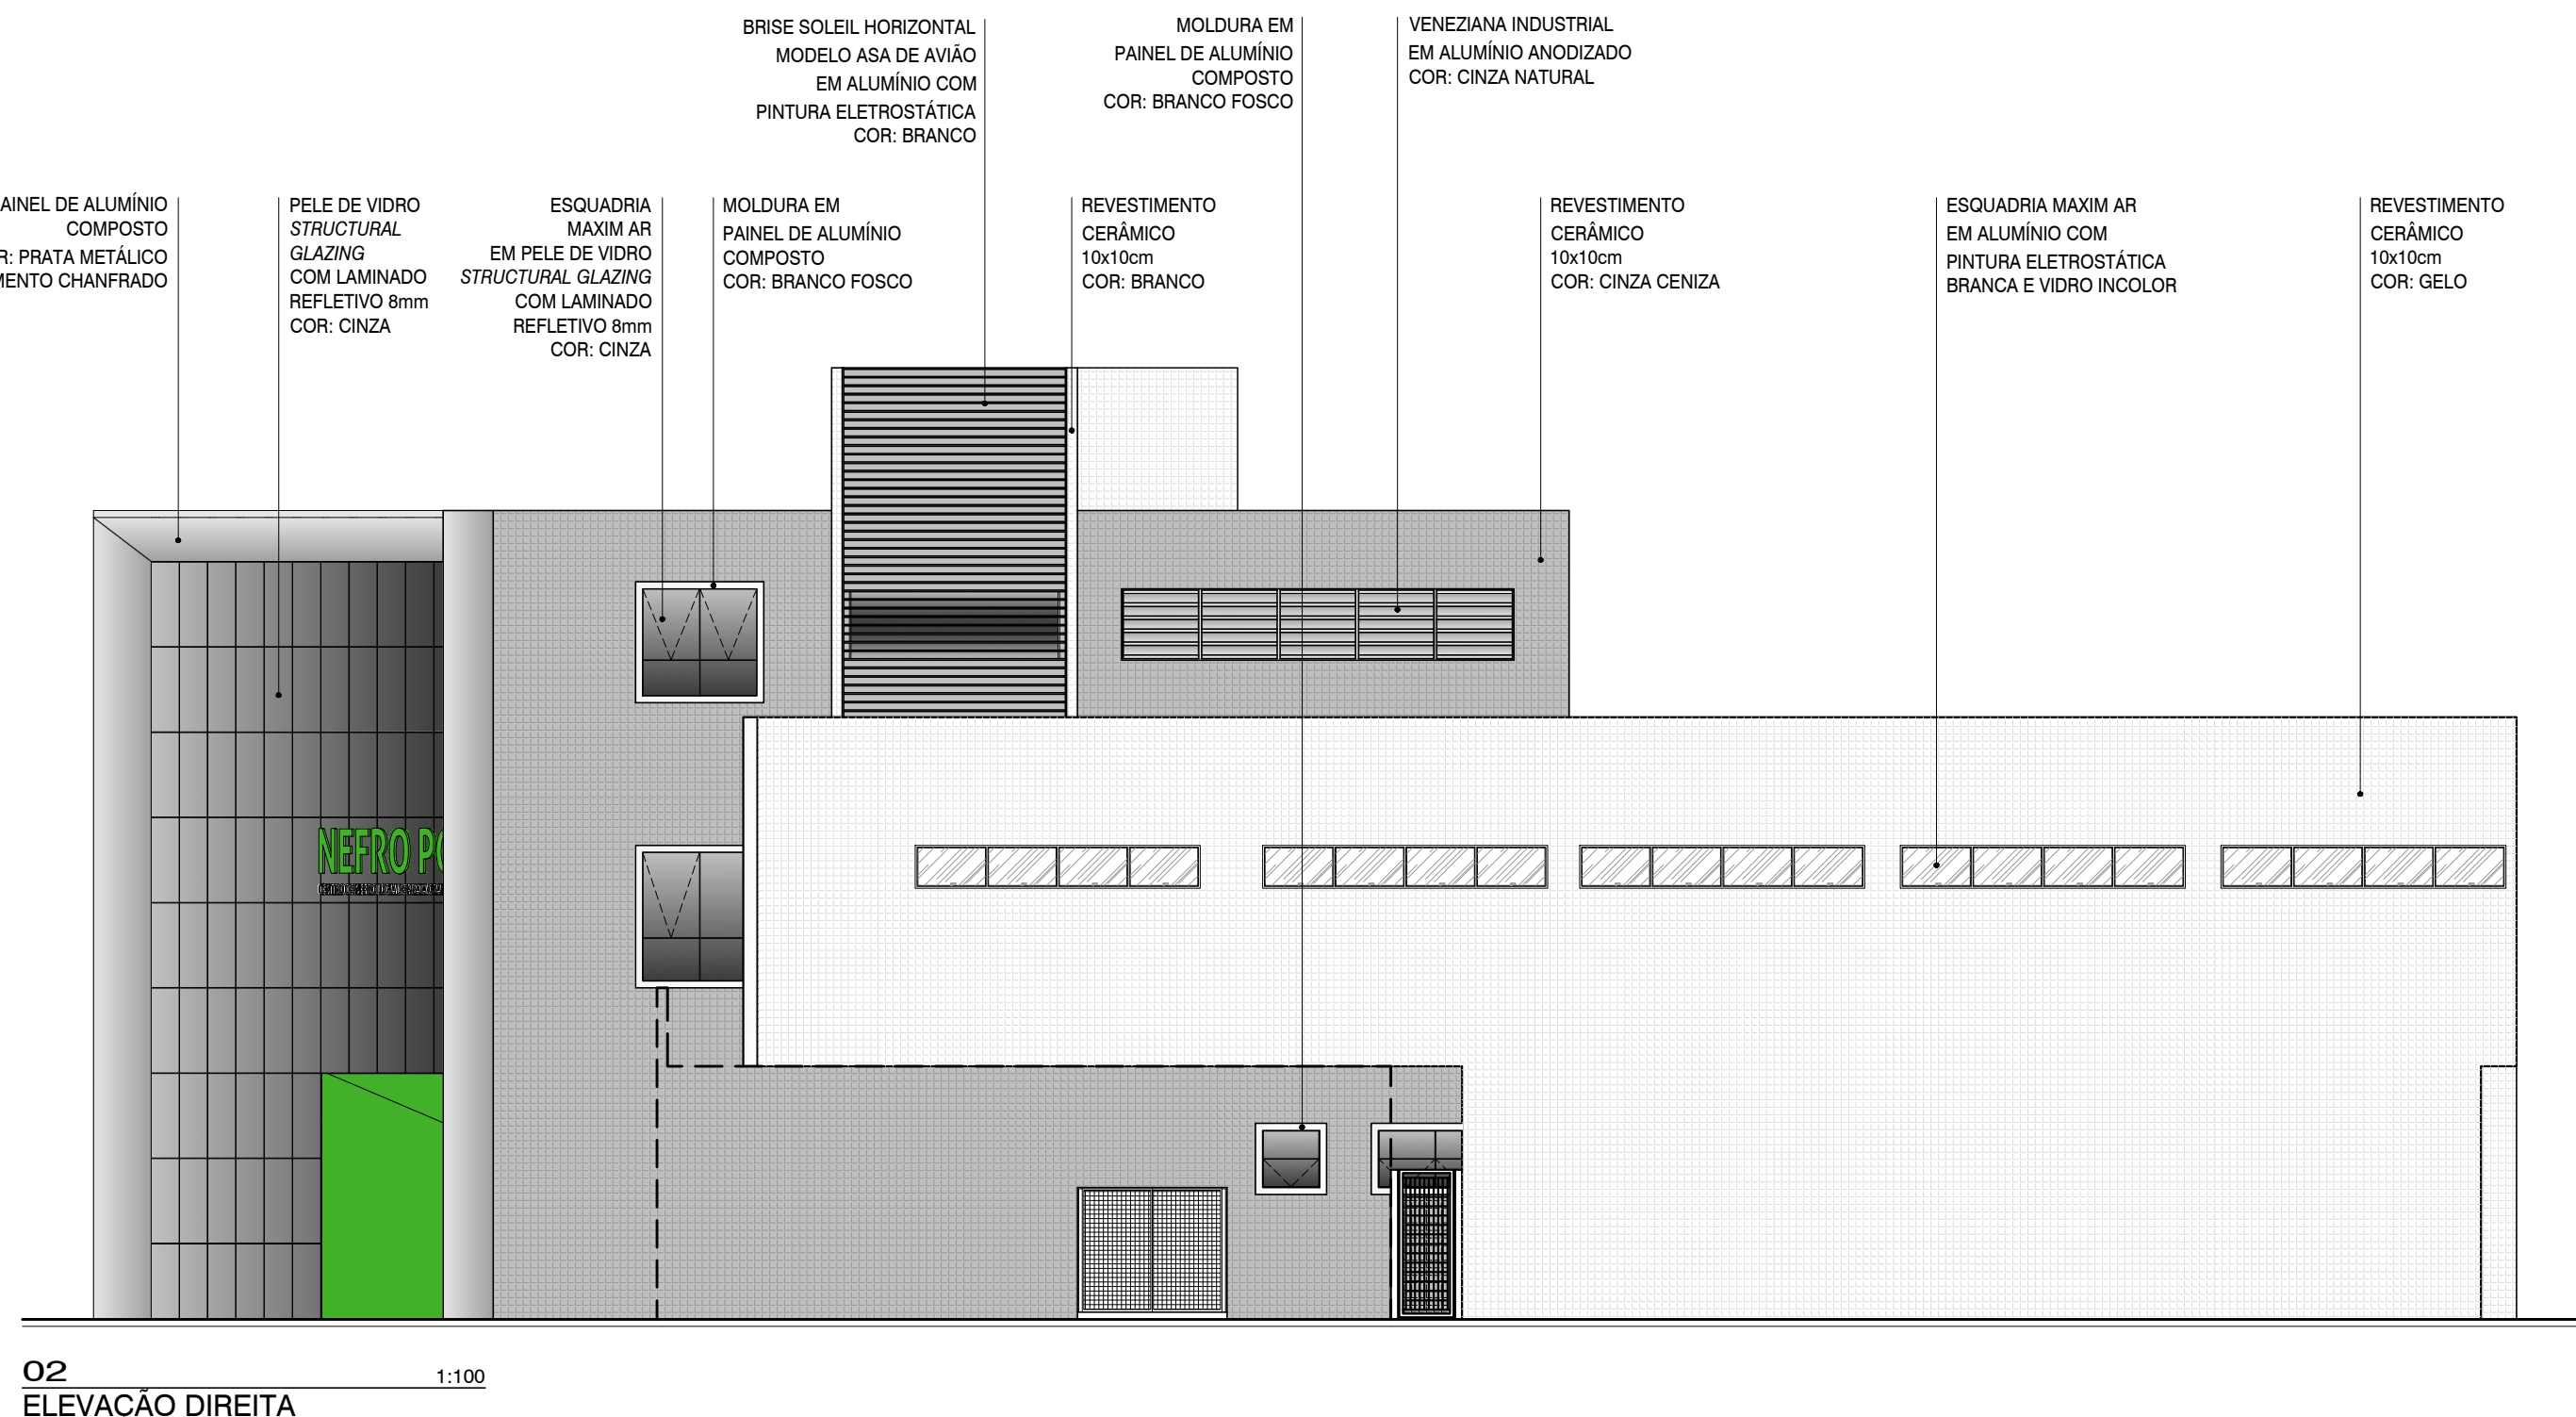 BRISE SOLEIL HORIZONTAL
MODELO ASA DE AVIÃO
EM ALUMÍNIO COM
PINTURA ELETROSTÁTICA
COR: BRANCO
MOLDURA EM
PAINEL DE ALUMÍNIO
COMPOSTO
COR: BRANCO FOSCO
VENEZIANA INDUSTRIAL
EM ALUMÍNIO ANODIZADO
COR: CINZA NATURAL
AINEL DE ALUMÍNIO
COMPOSTO
R: PRATA METÁLICO
MENTO CHANFRADO
PELE DE VIDRO
STRUCTURAL
GLAZING
COM LAMINADO
REFLETIVO 8mm
COR: CINZA
ESQUADRIA
MAXIM AR
EM PELE DE VIDRO
STRUCTURAL GLAZING
COM LAMINADO
REFLETIVO 8mm
COR: CINZA
MOLDURA EM
PAINEL DE ALUMÍNIO
COMPOSTO
COR: BRANCO FOSCO
REVESTIMENTO
CERÂMICO
10x10cm
COR: BRANCO
REVESTIMENTO
CERÂMICO
10x10cm
COR: CINZA CENIZA
ESQUADRIA MAXIM AR
EM ALUMÍNIO COM
PINTURA ELETROSTÁTICA
BRANCA E VIDRO INCOLOR
REVESTIMENTO
CERÂMICO
10x10cm
COR: GELO
NEFRO PO
02
1:100
ELEVAÇÃO DIREITA